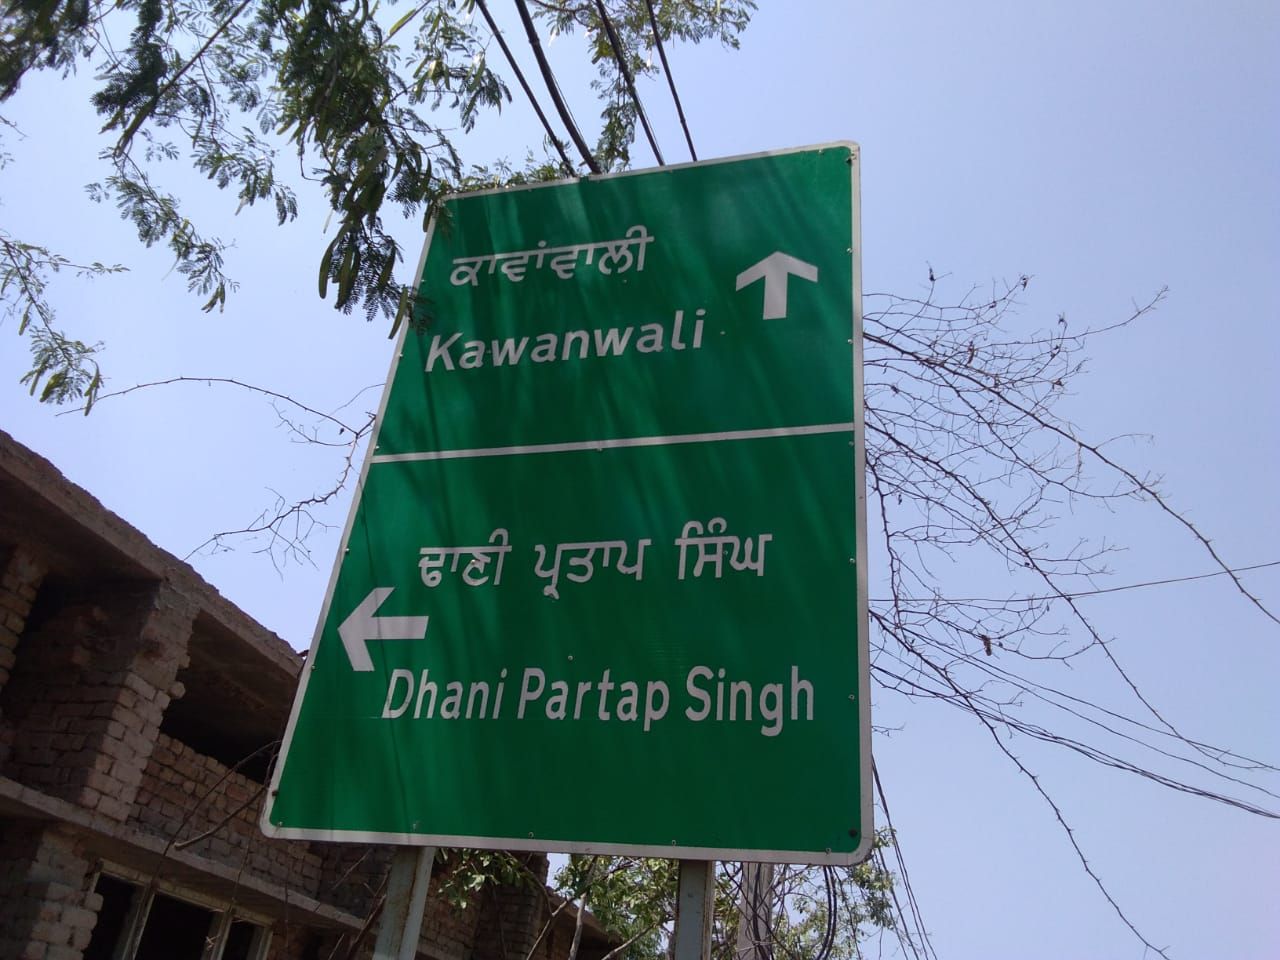 ਕਾਵਾਂਵਾਲੀ
Kawanwali
ਢਾਣੀ ਪ੍ਰਤਾਪ ਸਿੰਘ
Dhani Partap Singh